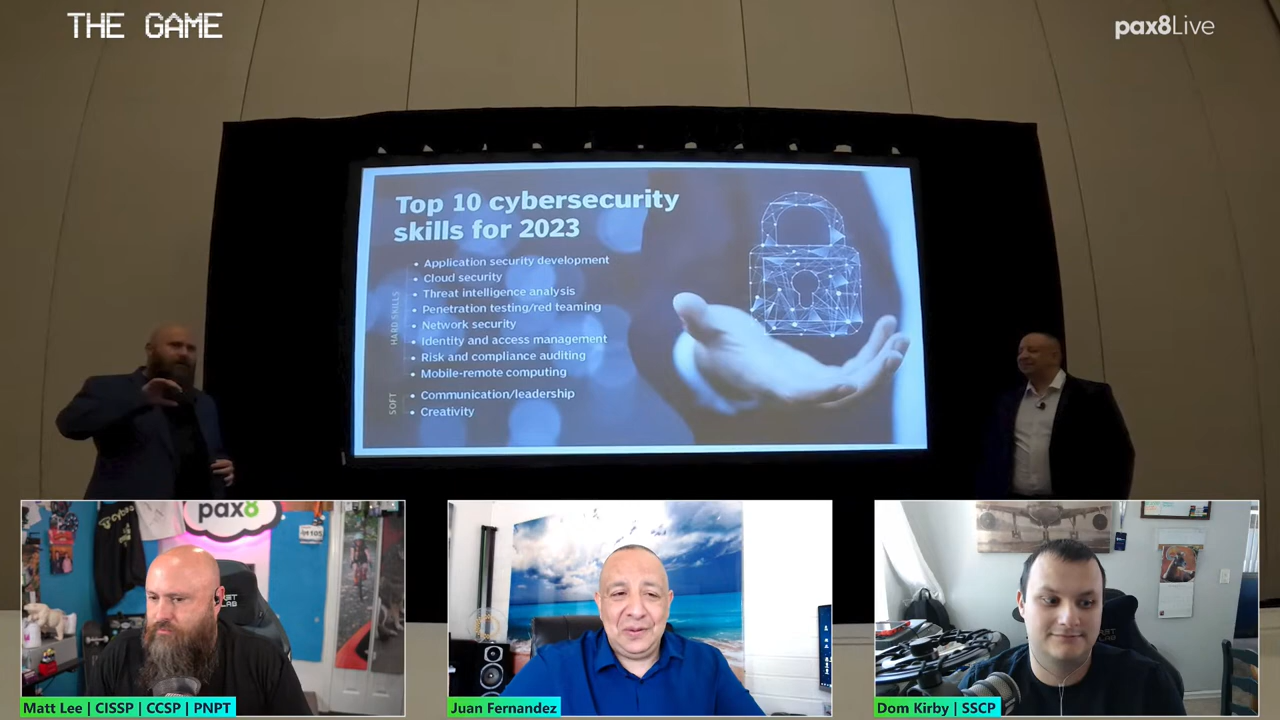 THE GAME
pax8Live
Top 10 cybersecurity
skills for 2023
HARD SKILLS
Application security development
Cloud security
Threat intelligence analysis
Penetration testing/red teaming
Network security
Identity and access management
Risk and compliance auditing
Mobile-remote computing
SOFT
Communication/leadership
Creativity
pax8
Matt Lee | CISSP | CCSP | PNPT
Juan Fernandez
Dom Kirby | SSCP